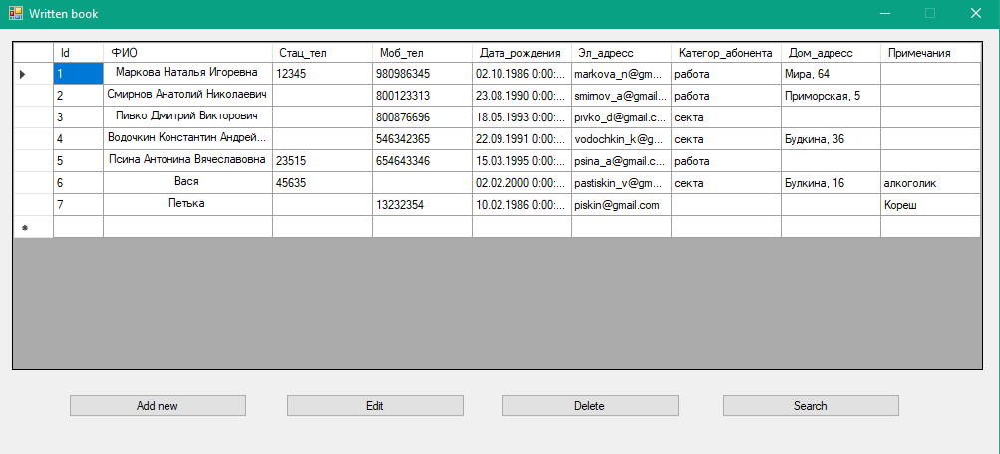 Written book
Id ФИО Стац_тел Моб_тел Дата_рождения Эл_адресс Категор_абонента Дом_адресс Примечания
1 Маркова Наталья Игоревна 12345 980986345 02.10.1986 0:00:... markova_n@gm... работа Мира, 64
2 Смирнов Анатолий Николаевич 800123313 23.08.1990 0:00:... smirnov_a@gmail... работа Приморская, 5
3 Пивко Дмитрий Викторович 800876696 18.05.1993 0:00:... pivko_d@gmail.c... секта
4 Водочкин Константин Андрей... 546342365 22.09.1991 0:00:... vodochkin_k@g... секта Будкина, 36
5 Псина Антонина Вячеславовна 23515 654643346 15.03.1995 0:00:... psina_a@gmail.c... работа
6 Вася 45635 02.02.2000 0:00:... pastiskin_v@gm... секта Булкина, 16 алкоголик
7 Петька 13232354 10.02.1986 0:00:... piskin@gmail.com Кореш
Add new Edit Delete Search